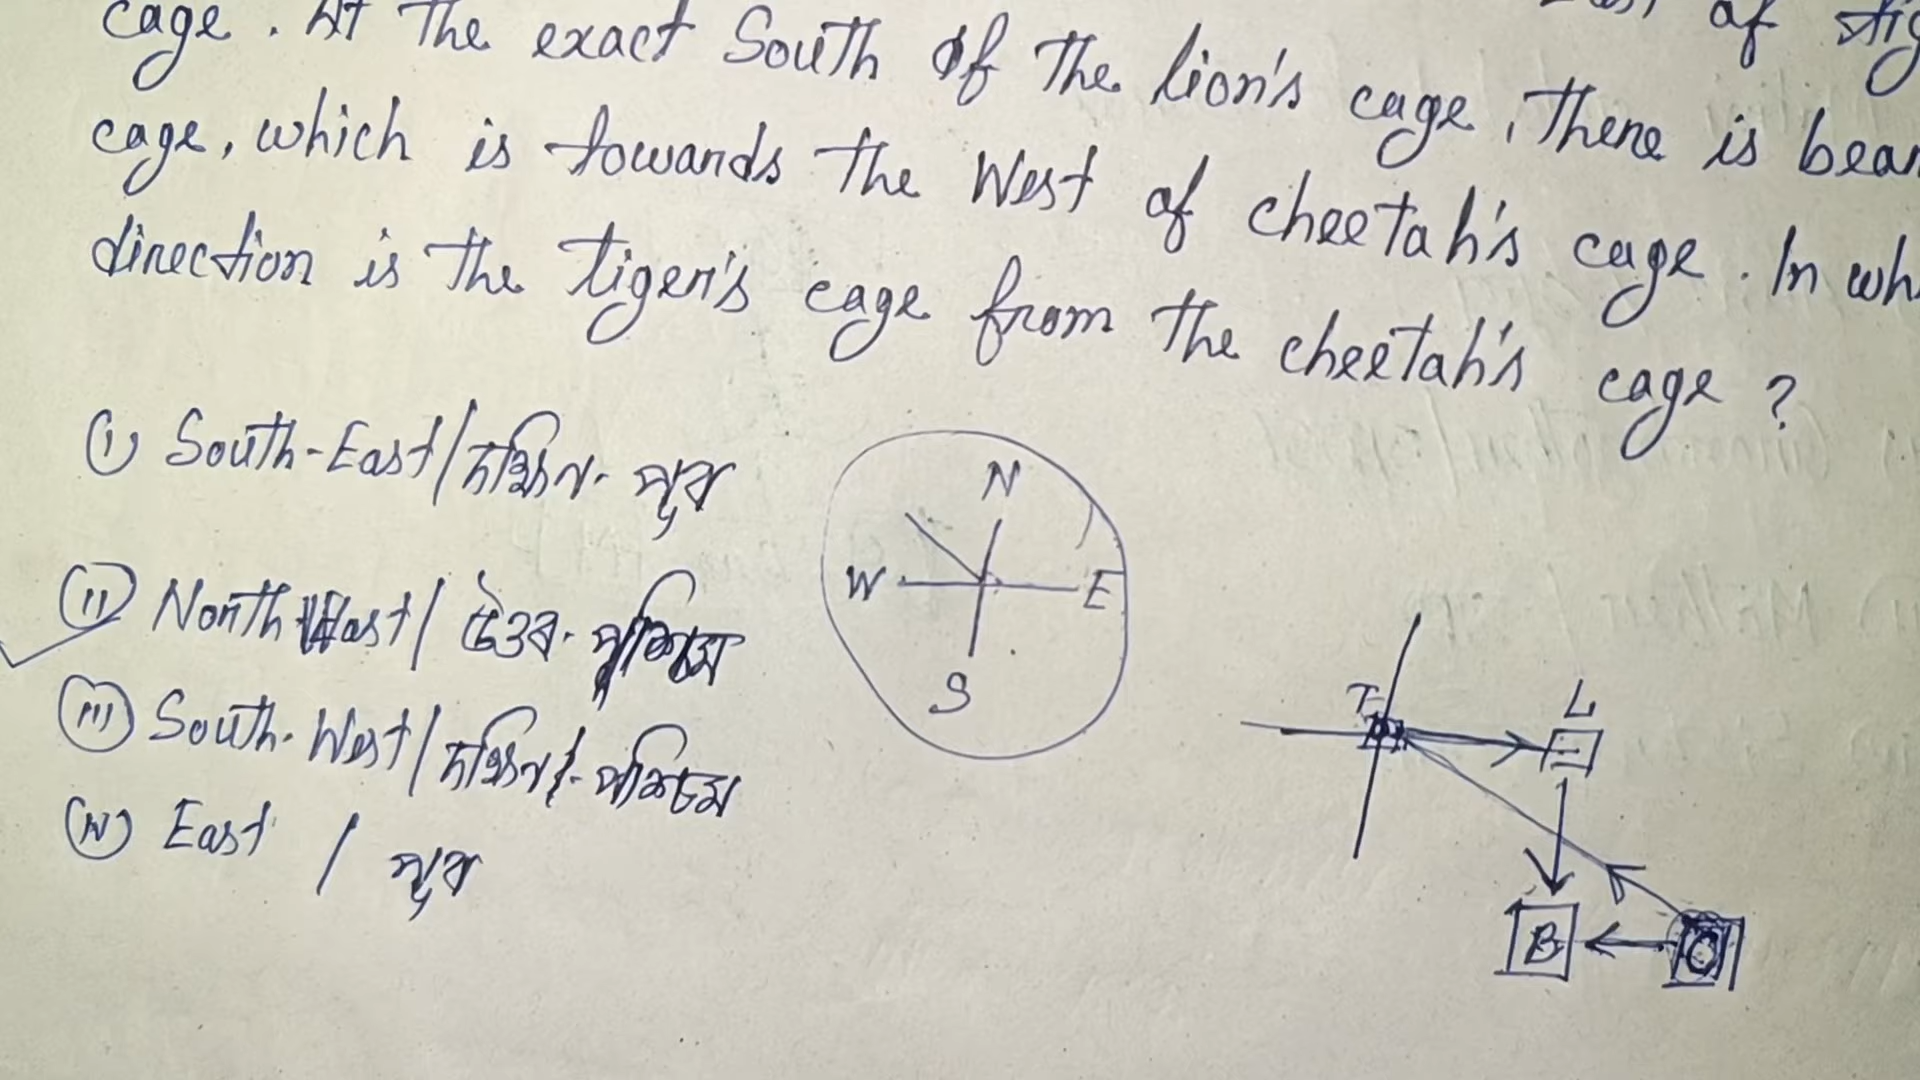 cage. At the exact South of the lion's cage, there is bear
cage, which is towards the West of cheetah's cage. In wh
direction is the tiger's cage from the cheetah's cage?
(I) South-East/দক্ষিণ- পূর্ব
(II) North-West/ উত্তর- পশ্চিম
(III) South-West/দক্ষিণ- পশ্চিম
(IV) East / পূর্ব
N
W E
S
T L
B C